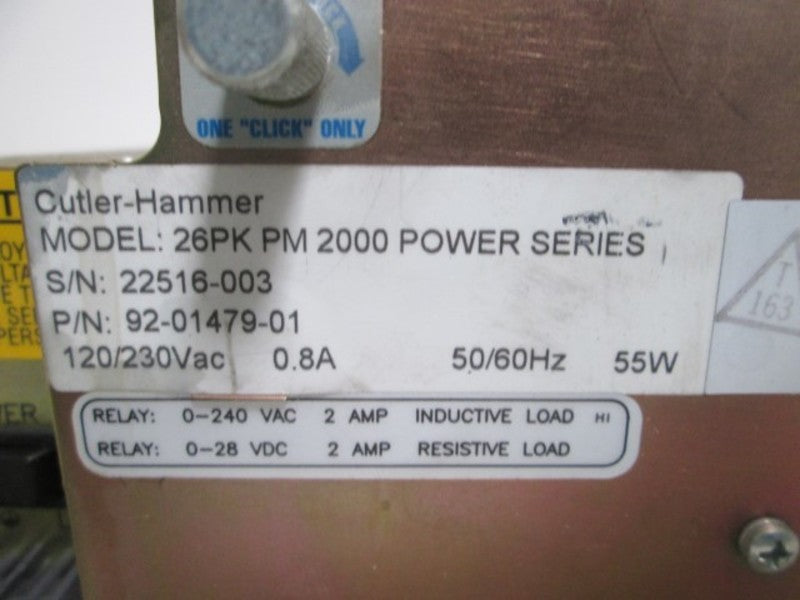 ONE "CLICK" ONLY
Cutler-Hammer
MODEL: 26PK PM 2000 POWER SERIES
S/N: 22516-003
P/N: 92-01479-01
120/230Vac 0.8A 50/60Hz 55W
T
163
RELAY: 0-240 VAC 2 AMP INDUCTIVE LOAD HI
RELAY: 0-28 VDC 2 AMP RESISTIVE LOAD